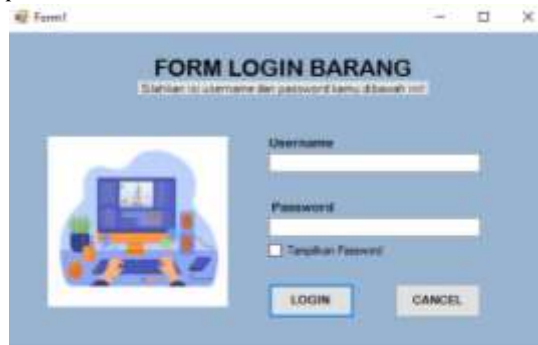 Form1
FORM LOGIN BARANG
Silahkan isi username dan password kamu dibawah ini!
Username
Password
Tampilkan Password
LOGIN
CANCEL